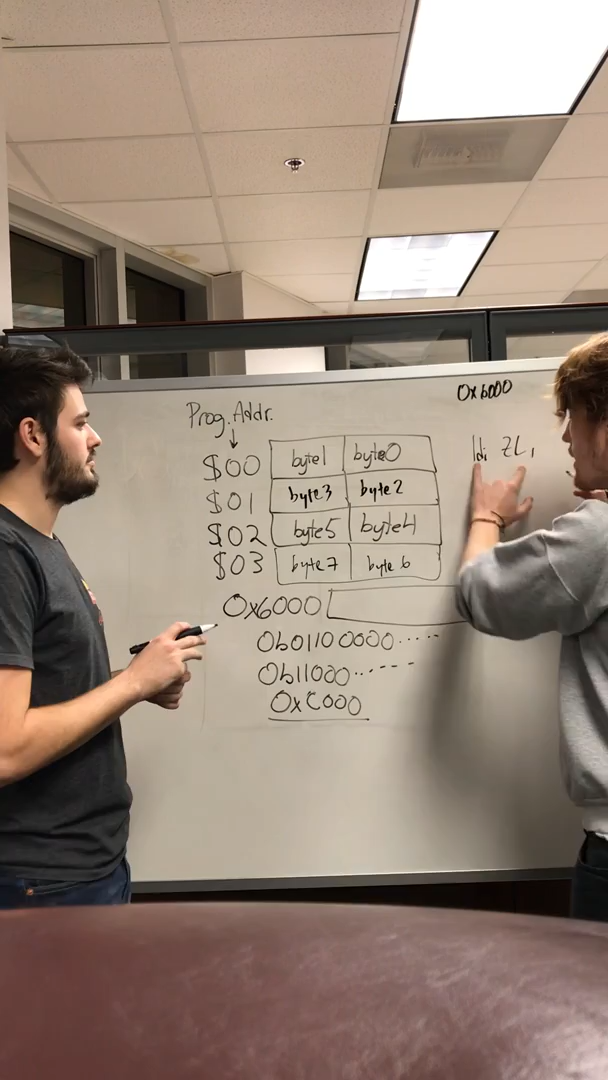 0x6000
Prog. Addr.
ldi ZL,
$00 byte1 byte0
$01 byte3 byte2
$02 byte5 byte4
$03 byte7 byte6
0x6000
0b01100000.....
0b11000..----
0xC000